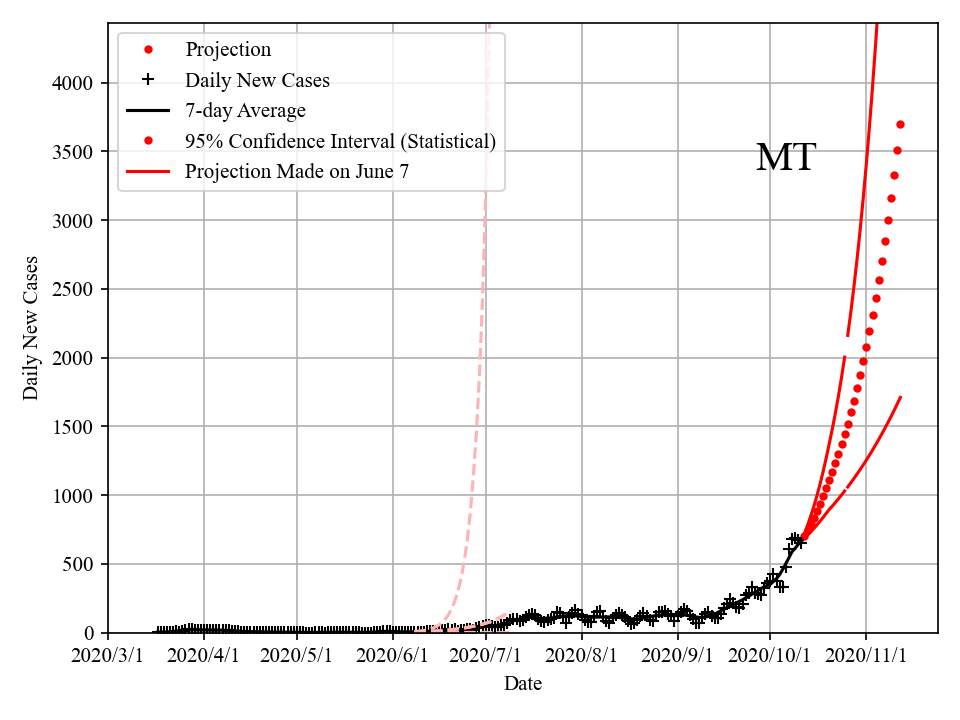 Projection
Daily New Cases
7-day Average
95% Confidence Interval (Statistical)
Projection Made on June 7
MT
Daily New Cases
4000
3500
3000
2500
2000
1500
1000
500
0
2020/3/1 2020/4/1 2020/5/1 2020/6/1 2020/7/1 2020/8/1 2020/9/1 2020/10/1 2020/11/1
Date